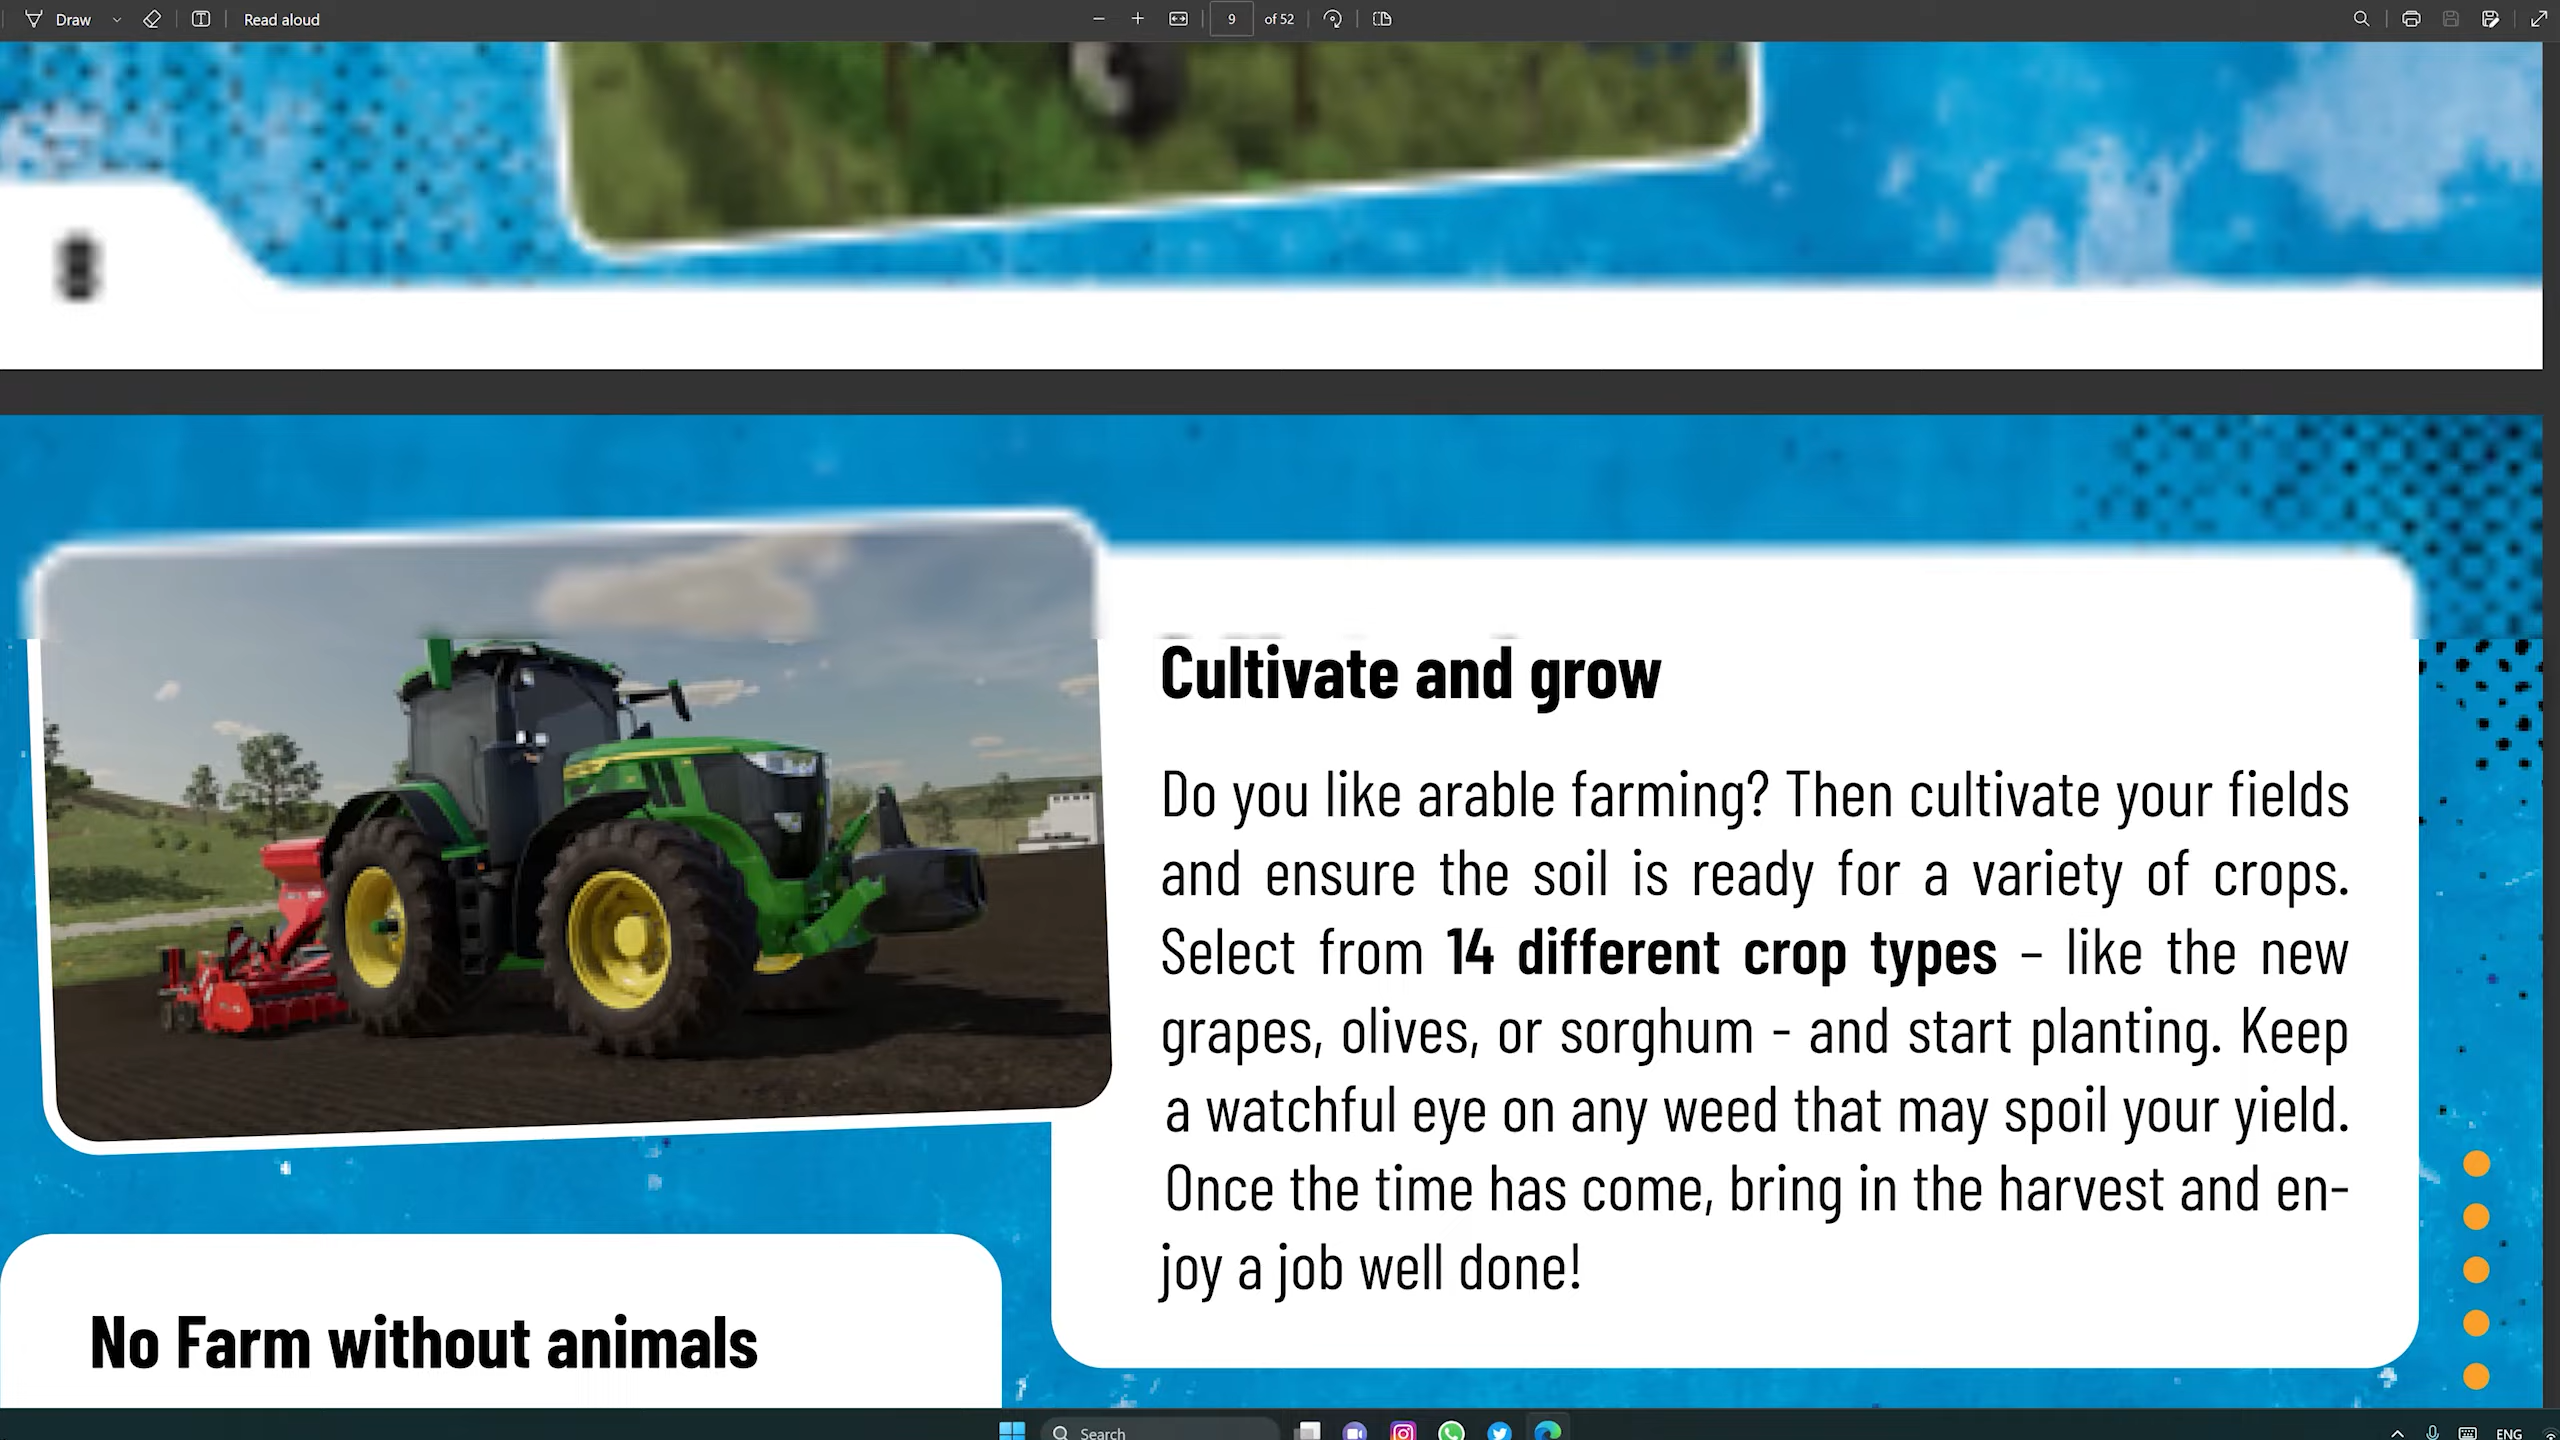 Draw
Read aloud
9
of 52
8
Cultivate and grow
Do you like arable farming? Then cultivate your fields
and ensure the soil is ready for a variety of crops.
Select from 14 different crop types – like the new
grapes, olives, or sorghum - and start planting. Keep
a watchful eye on any weed that may spoil your yield.
Once the time has come, bring in the harvest and en-
joy a job well done!
No Farm without animals
Search
ENG